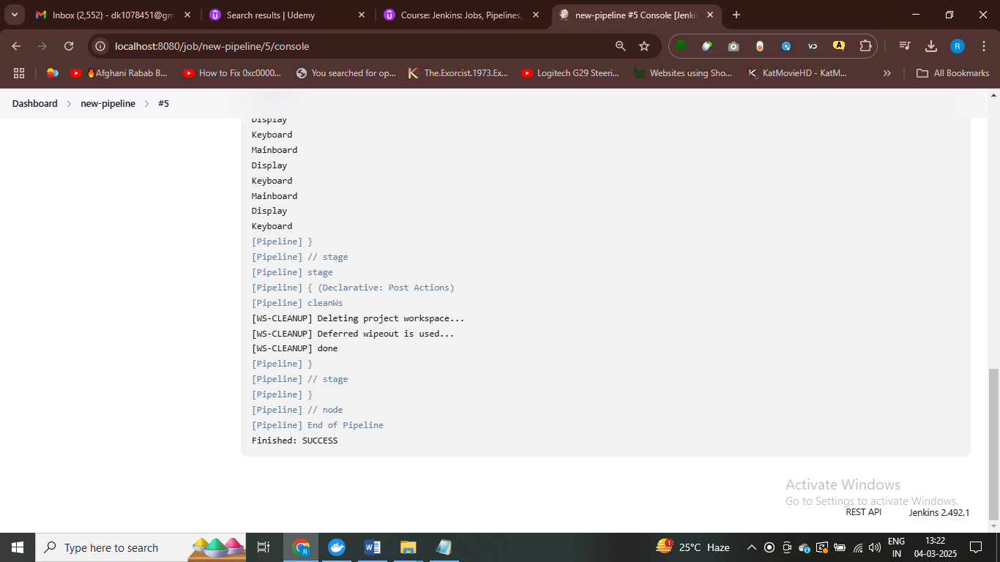 Inbox (2,552) - dk1078451@gm
Search results | Udemy
Course: Jenkins: Jobs, Pipelines,
new-pipeline #5 Console [Jenki
localhost:8080/job/new-pipeline/5/console
VD
A
R
🔥Afghani Rabab B...
How to Fix 0xc0000...
You searched for op...
The.Exorcist.1973.Ex...
Logitech G29 Steeri...
Websites using Sho...
KatMovieHD - KatM...
»
All Bookmarks
Dashboard
new-pipeline
#5
Display
Keyboard
Mainboard
Display
Keyboard
Mainboard
Display
Keyboard
[Pipeline] }
[Pipeline] // stage
[Pipeline] stage
[Pipeline] { (Declarative: Post Actions)
[Pipeline] cleanWs
[WS-CLEANUP] Deleting project workspace...
[WS-CLEANUP] Deferred wipeout is used...
[WS-CLEANUP] done
[Pipeline] }
[Pipeline] // stage
[Pipeline] }
[Pipeline] // node
[Pipeline] End of Pipeline
Finished: SUCCESS
Activate Windows
Go to Settings to activate Windows.
REST API
Jenkins 2.492.1
Type here to search
1
25°C Haze
ENG
IN
13:22
04-03-2025